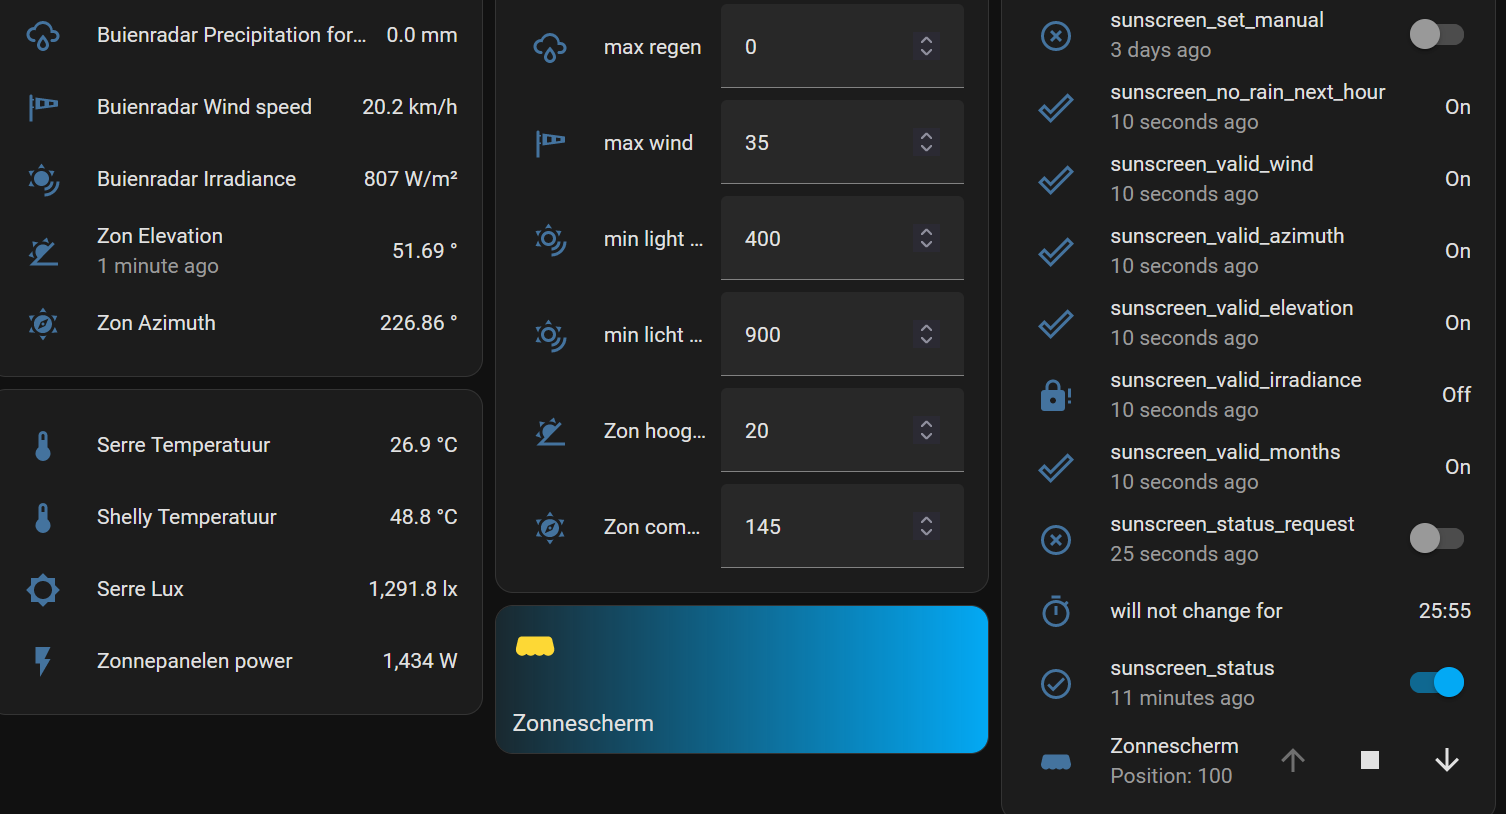 Buienradar Precipitation for... 0.0 mm
Buienradar Wind speed 20.2 km/h
Buienradar Irradiance 807 W/m²
Zon Elevation 51.69 °
1 minute ago
Zon Azimuth 226.86 °
Serre Temperatuur 26.9 °C
Shelly Temperatuur 48.8 °C
Serre Lux 1,291.8 lx
Zonnepanelen power 1,434 W
max regen 0
max wind 35
min light ... 400
min licht ... 900
Zon hoog... 20
Zon com... 145
Zonnescherm
sunscreen_set_manual
3 days ago
sunscreen_no_rain_next_hour On
10 seconds ago
sunscreen_valid_wind On
10 seconds ago
sunscreen_valid_azimuth On
10 seconds ago
sunscreen_valid_elevation On
10 seconds ago
sunscreen_valid_irradiance Off
10 seconds ago
sunscreen_valid_months On
10 seconds ago
sunscreen_status_request
25 seconds ago
will not change for 25:55
sunscreen_status
11 minutes ago
Zonnescherm
Position: 100